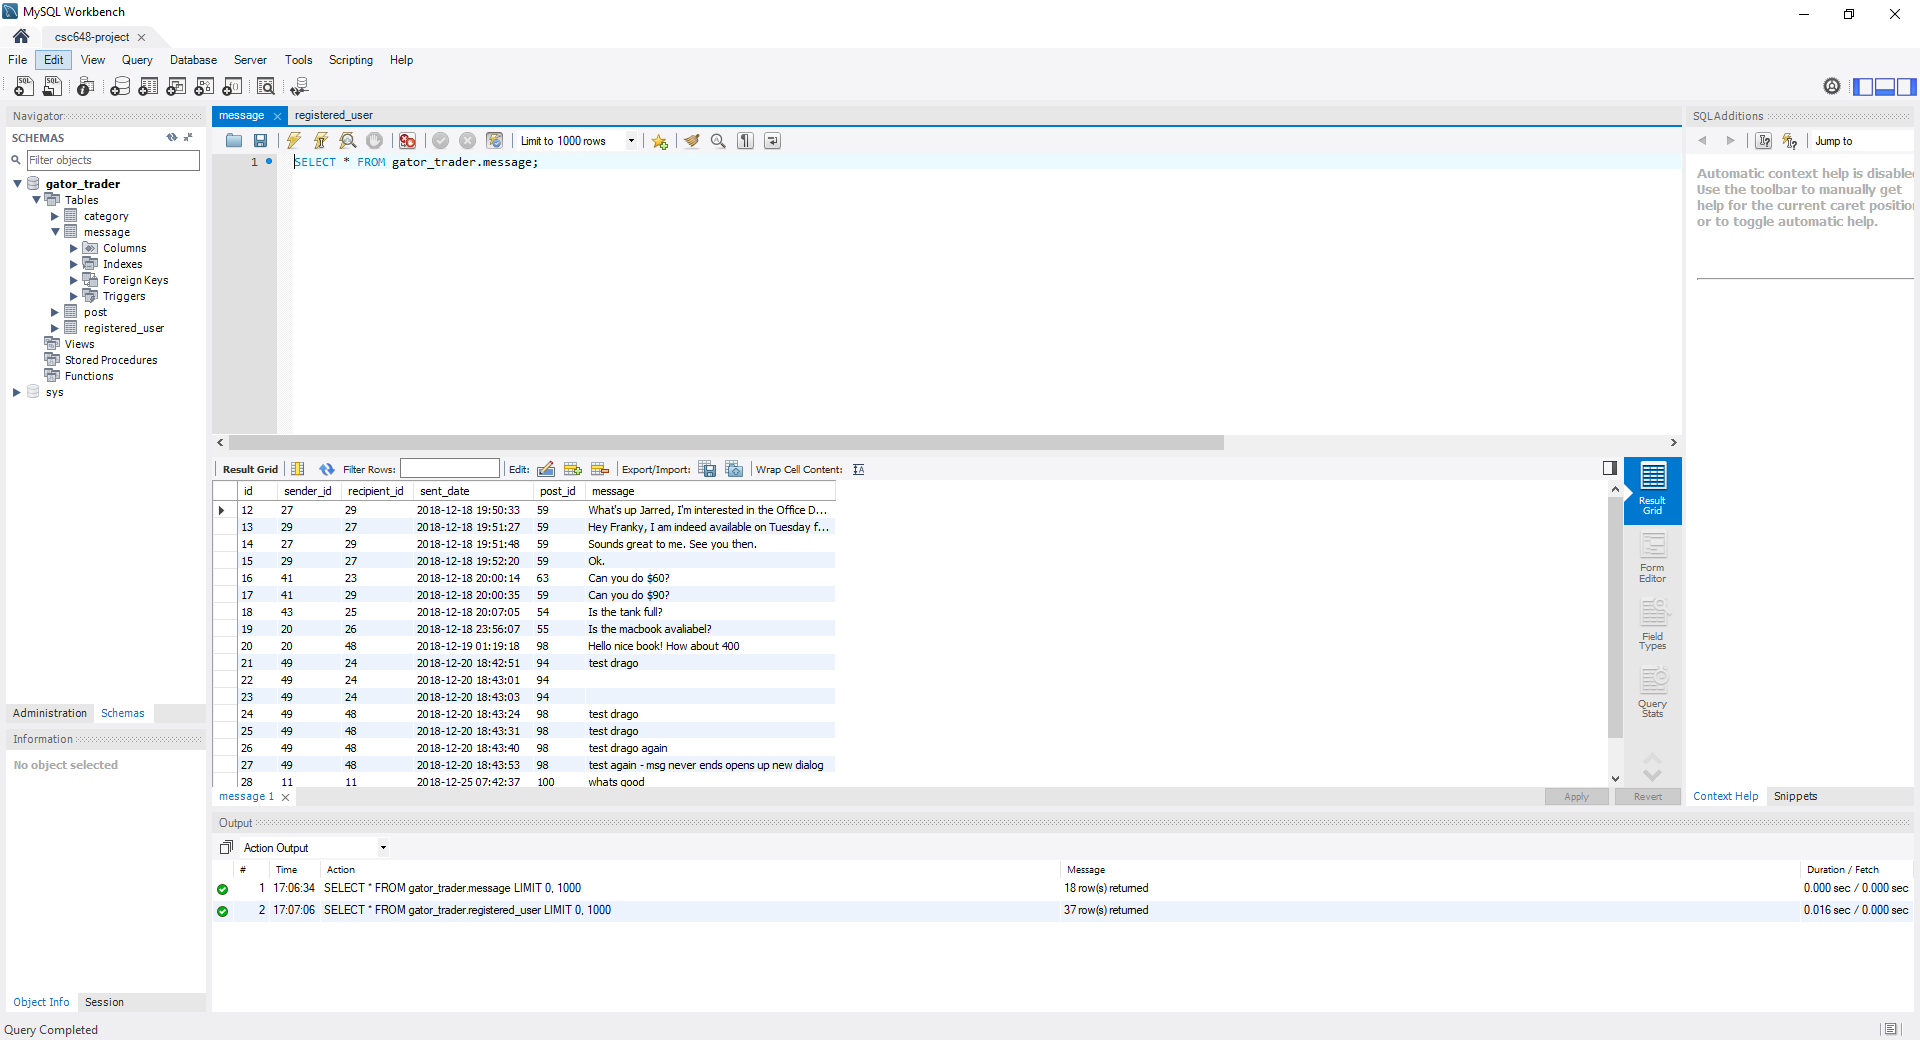 MySQL Workbench
csc648-project
File Edit View Query Database Server Tools Scripting Help
Navigator
SCHEMAS
Filter objects
gator_trader
Tables
category
message
Columns
Indexes
Foreign Keys
Triggers
post
registered_user
Views
Stored Procedures
Functions
sys
Administration Schemas
Information
No object selected
Object Info Session
message registered_user
Limit to 1000 rows
1 SELECT * FROM gator_trader.message;
Result Grid Filter Rows: Edit: Export/Import: Wrap Cell Content:
id sender_id recipient_id sent_date post_id message
12 27 29 2018-12-18 19:50:33 59 What's up Jarred, I'm interested in the Office D...
13 29 27 2018-12-18 19:51:27 59 Hey Franky, I am indeed available on Tuesday f...
14 27 29 2018-12-18 19:51:48 59 Sounds great to me. See you then.
15 29 27 2018-12-18 19:52:20 59 Ok.
16 41 23 2018-12-18 20:00:14 63 Can you do $60?
17 41 29 2018-12-18 20:00:35 59 Can you do $90?
18 43 25 2018-12-18 20:07:05 54 Is the tank full?
19 20 26 2018-12-18 23:56:07 55 Is the macbook avaliabel?
20 20 48 2018-12-19 01:19:18 98 Hello nice book! How about 400
21 49 24 2018-12-20 18:42:51 94 test drago
22 49 24 2018-12-20 18:43:01 94
23 49 24 2018-12-20 18:43:03 94
24 49 48 2018-12-20 18:43:24 98 test drago
25 49 48 2018-12-20 18:43:31 98 test drago
26 49 48 2018-12-20 18:43:40 98 test drago again
27 49 48 2018-12-20 18:43:53 98 test again - msg never ends opens up new dialog
28 11 11 2018-12-25 07:42:37 100 whats good
Result
Grid
Form
Editor
Field
Types
Query
Stats
message 1
Apply Revert
SQLAdditions
Jump to
Automatic context help is disabled
Use the toolbar to manually get
help for the current caret position
or to toggle automatic help.
Context Help Snippets
Output
Action Output
# Time Action Message Duration / Fetch
1 17:06:34 SELECT * FROM gator_trader.message LIMIT 0, 1000 18 row(s) returned 0.000 sec / 0.000 sec
2 17:07:06 SELECT * FROM gator_trader.registered_user LIMIT 0, 1000 37 row(s) returned 0.016 sec / 0.000 sec
Query Completed